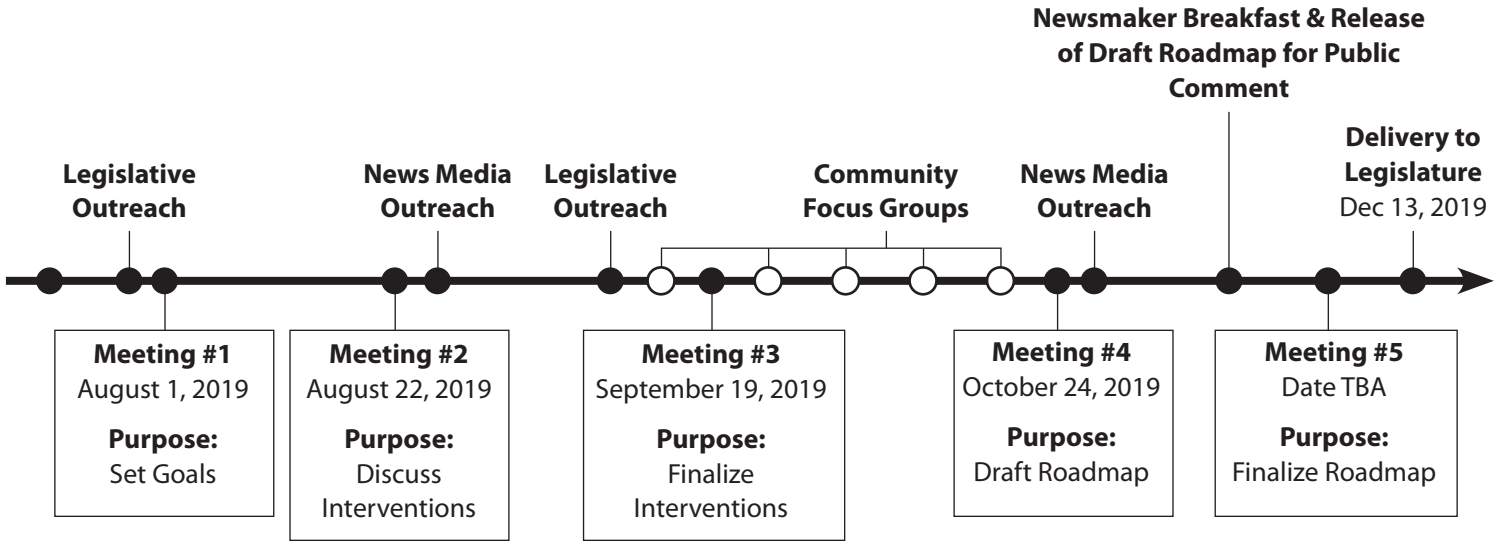 Newsmaker Breakfast & Release
of Draft Roadmap for Public
Comment
Legislative
Outreach
News Media
Outreach
Legislative
Outreach
Community
Focus Groups
News Media
Outreach
Delivery to
Legislature
Dec 13, 2019
Meeting #1
August 1, 2019
Purpose:
Set Goals
Meeting #2
August 22, 2019
Purpose:
Discuss
Interventions
Meeting #3
September 19, 2019
Purpose:
Finalize
Interventions
Meeting #4
October 24, 2019
Purpose:
Draft Roadmap
Meeting #5
Date TBA
Purpose:
Finalize Roadmap